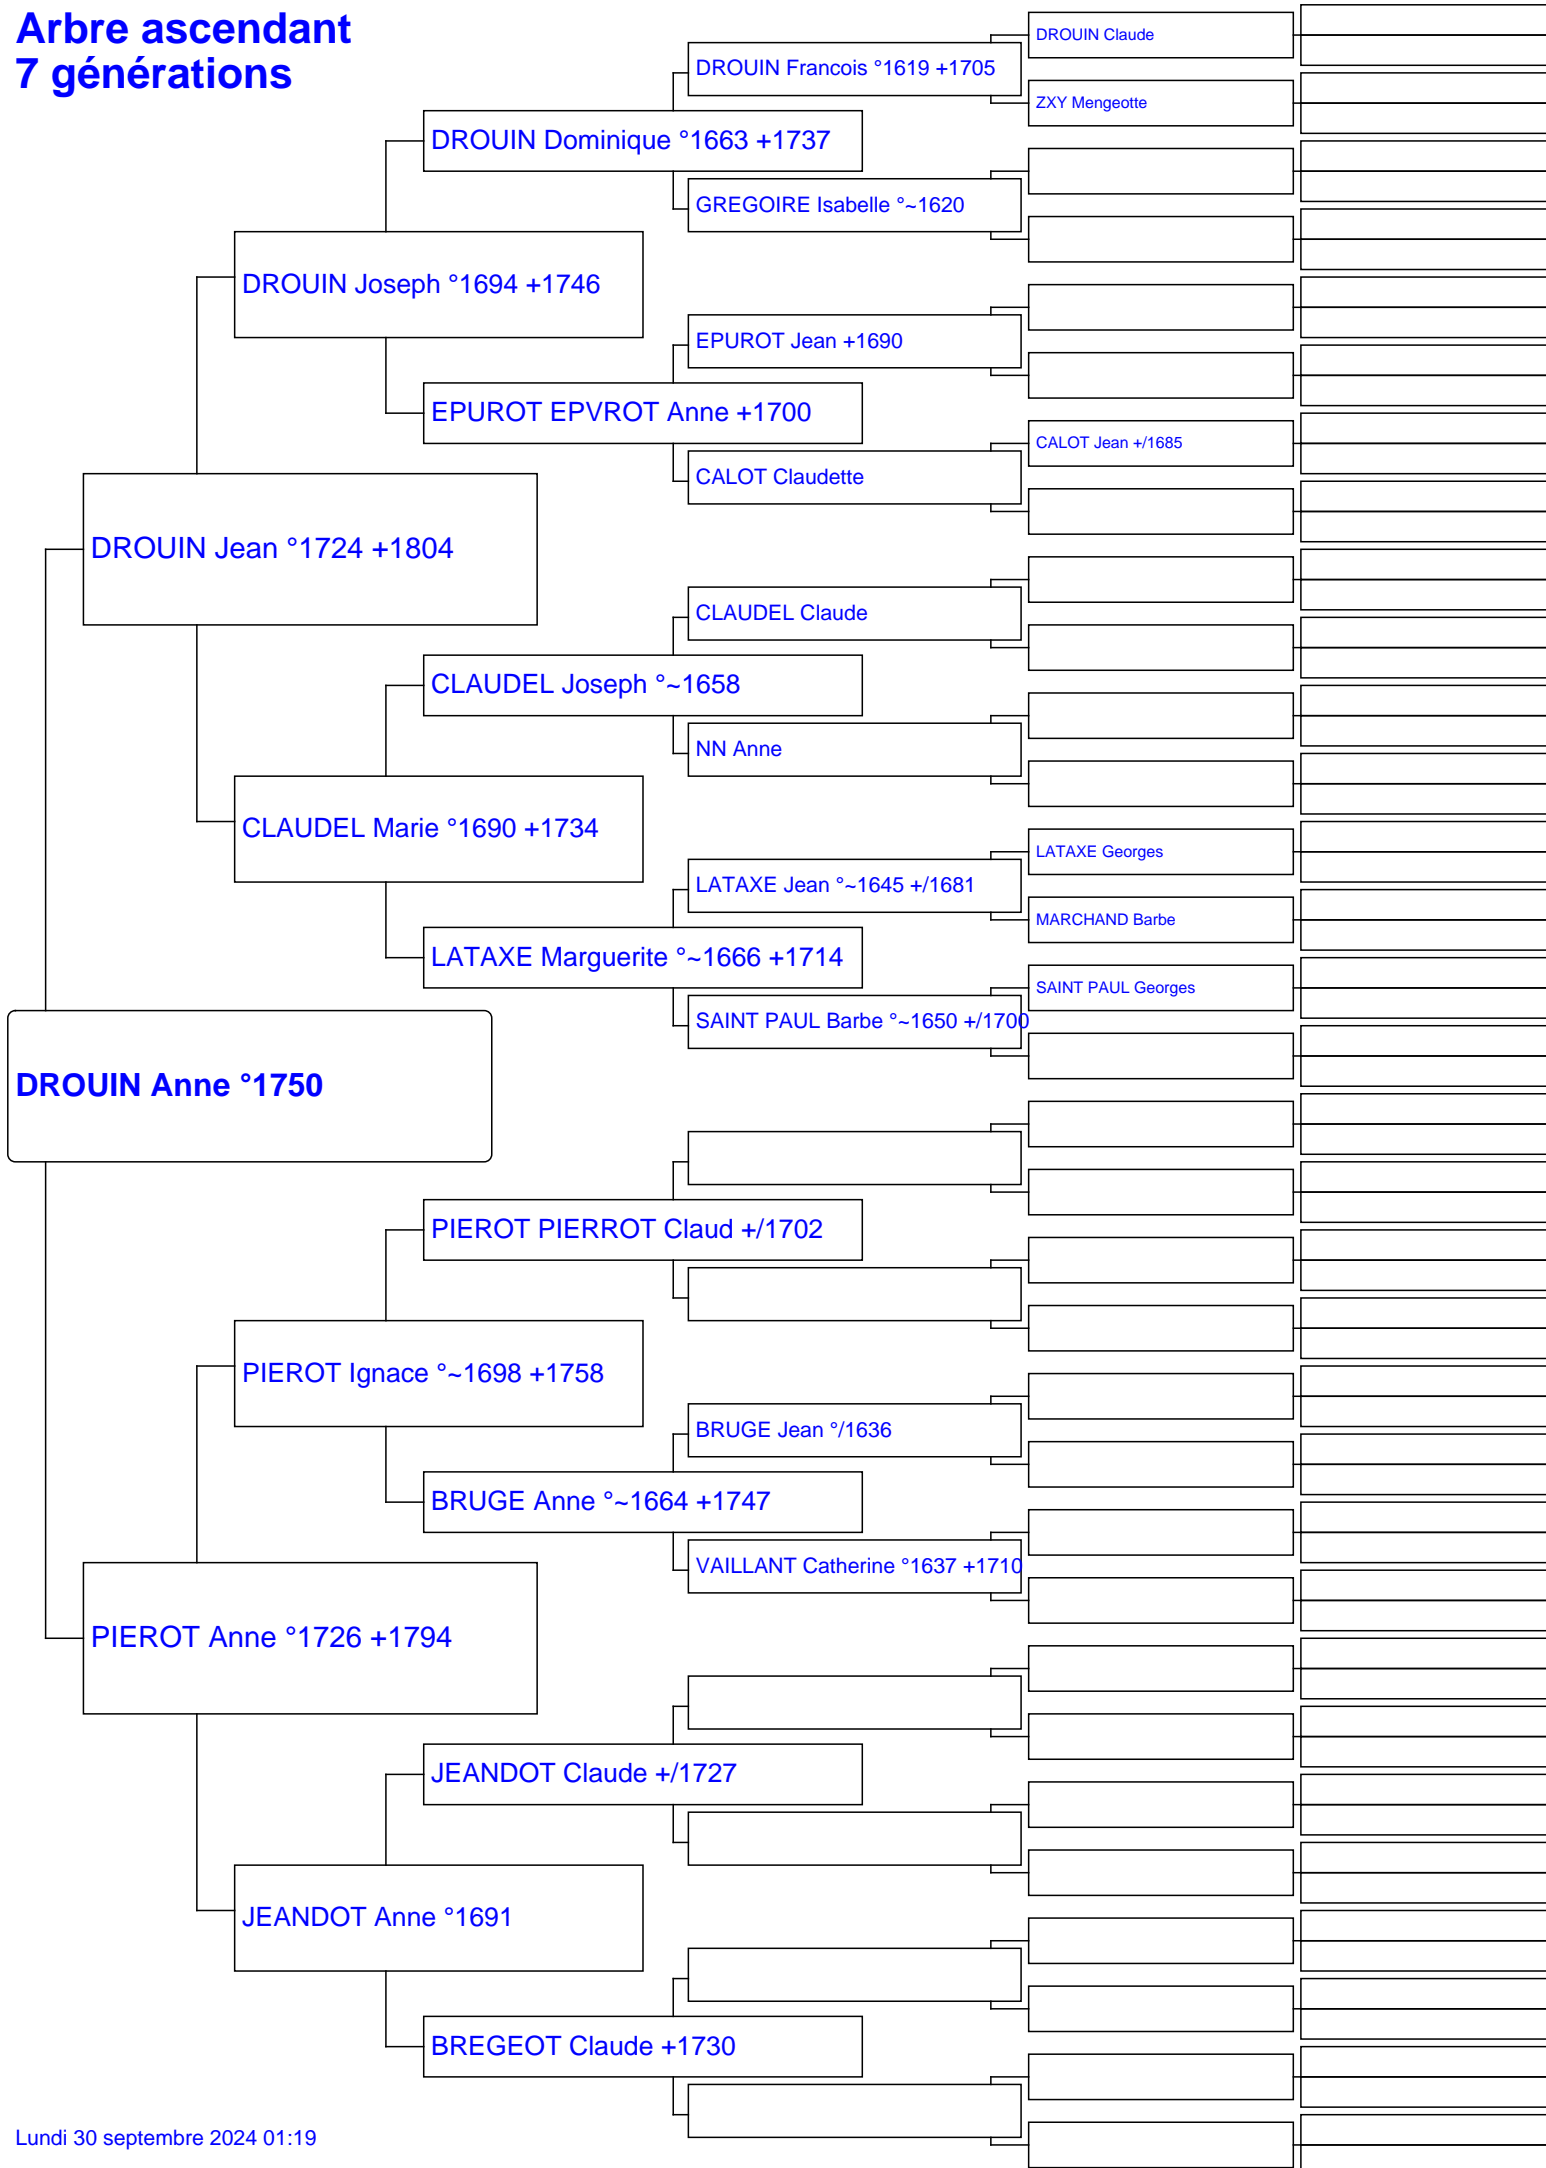 Arbre ascendant
7 générations
DROUIN Claude
DROUIN Francois °1619 +1705
ZXY Mengeotte
DROUIN Dominique °1663 +1737
GREGOIRE Isabelle °~1620
DROUIN Joseph °1694 +1746
EPUROT Jean +1690
EPUROT EPVROT Anne +1700
CALOT Jean +/1685
CALOT Claudette
DROUIN Jean °1724 +1804
CLAUDEL Claude
CLAUDEL Joseph °~1658
NN Anne
CLAUDEL Marie °1690 +1734
LATAXE Georges
LATAXE Jean °~1645 +/1681
MARCHAND Barbe
LATAXE Marguerite °~1666 +1714
SAINT PAUL Georges
SAINT PAUL Barbe °~1650 +/1700
DROUIN Anne °1750
PIEROT PIERROT Claud +/1702
PIEROT Ignace °~1698 +1758
BRUGE Jean °/1636
BRUGE Anne °~1664 +1747
VAILLANT Catherine °1637 +1710
PIEROT Anne °1726 +1794
JEANDOT Claude +/1727
JEANDOT Anne °1691
BREGEOT Claude +1730
Lundi 30 septembre 2024 01:19